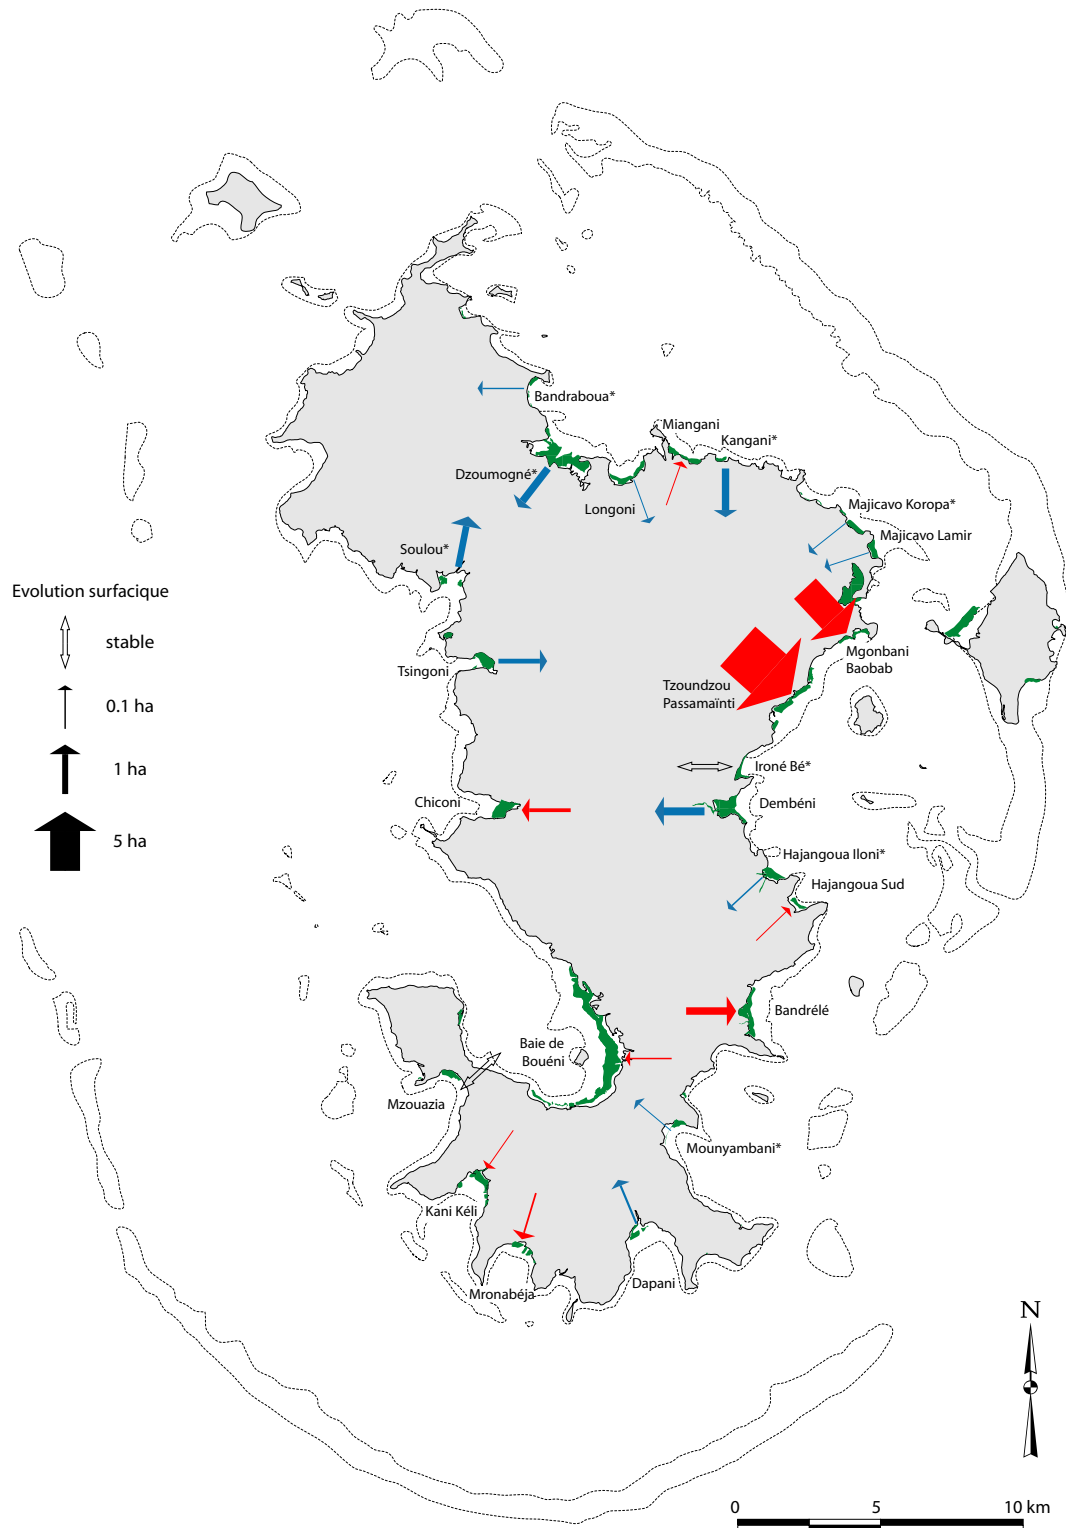 Bandraboua*
Miangani
Kangani*
Dzoumogné*
Longoni
Majicavo Koropa*
Majicavo Lamir
Soulou*
Evolution surfacique
stable
0.1 ha
1 ha
5 ha
Tsingoni
Mgonbani
Baobab
Tzoundzou
Passamaïnti
Ironé Bé*
Chiconi
Dembéni
Hajangoua Iloni*
Hajangoua Sud
Bandrélé
Baie de
Bouéni
Mzouazia
Mounyambani*
Kani Kéli
Mronabéja
Dapani
N
0
5
10 km